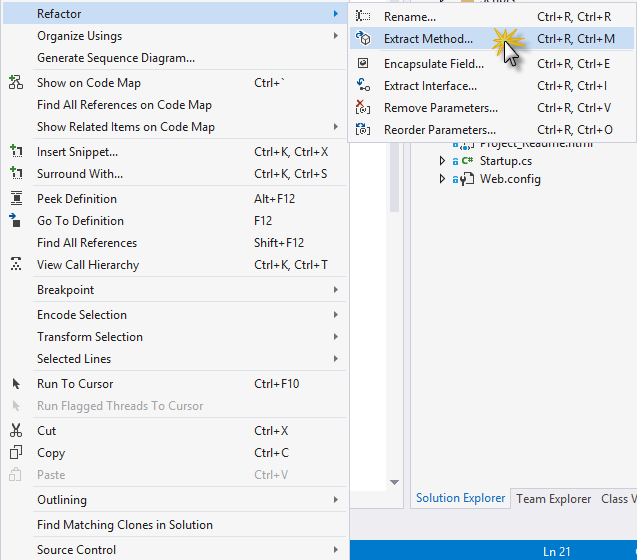 Refactor
Organize Usings
Generate Sequence Diagram...
Show on Code Map Ctrl+`
Find All References on Code Map
Show Related Items on Code Map
Insert Snippet... Ctrl+K, Ctrl+X
Surround With... Ctrl+K, Ctrl+S
Peek Definition Alt+F12
Go To Definition F12
Find All References Shift+F12
View Call Hierarchy Ctrl+K, Ctrl+T
Breakpoint
Encode Selection
Transform Selection
Selected Lines
Run To Cursor Ctrl+F10
Run Flagged Threads To Cursor
Cut Ctrl+X
Copy Ctrl+C
Paste Ctrl+V
Outlining
Find Matching Clones in Solution
Source Control
Rename... Ctrl+R, Ctrl+R
Extract Method... Ctrl+R, Ctrl+M
Encapsulate Field... Ctrl+R, Ctrl+E
Extract Interface... Ctrl+R, Ctrl+I
Remove Parameters... Ctrl+R, Ctrl+V
Reorder Parameters... Ctrl+R, Ctrl+O
Project_Readme.html
C# Startup.cs
Web.config
Solution Explorer Team Explorer Class V
Ln 21